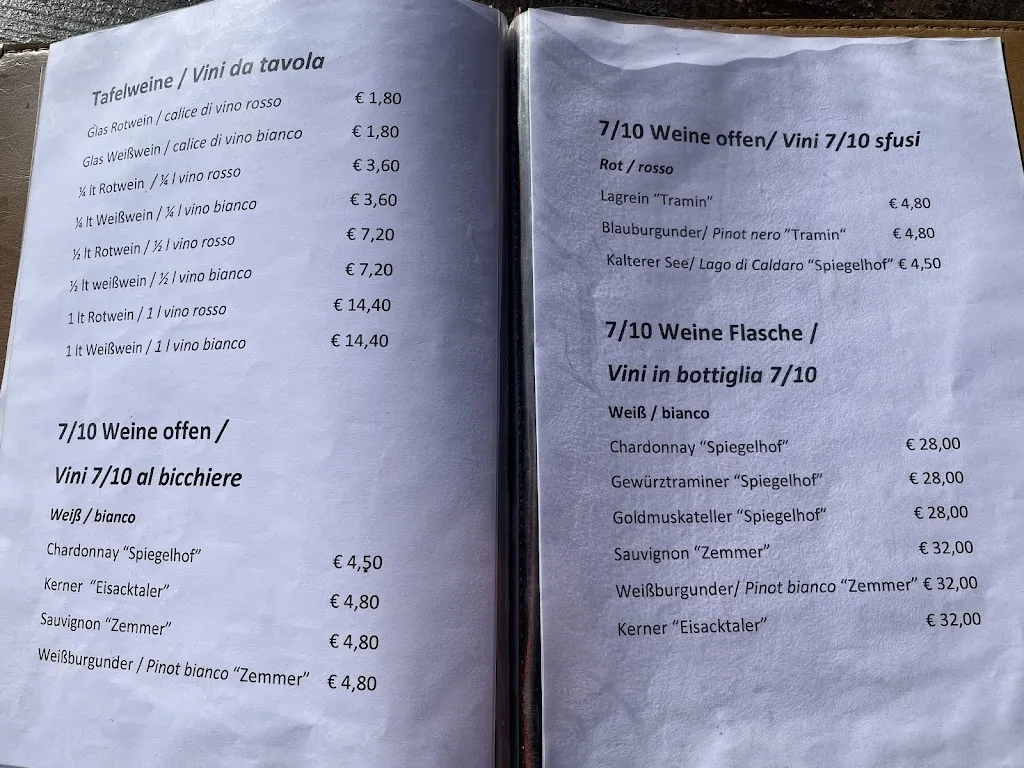 Tafelweine / Vini da tavola
Glas Rotwein / calice di vino rosso € 1,80
Glas Weißwein / calice di vino bianco € 1,80
¼ lt Rotwein / ¼ l vino rosso € 3,60
¼ lt Weißwein / ¼ l vino bianco € 3,60
½ lt Rotwein / ½ l vino rosso € 7,20
½ lt weißwein / ½ l vino bianco € 7,20
1 lt Rotwein / 1 l vino rosso € 14,40
1 lt Weißwein / 1 l vino bianco € 14,40
7/10 Weine offen /
Vini 7/10 al bicchiere
Weiß / bianco
Chardonnay “Spiegelhof” € 4,50
Kerner “Eisacktaler” € 4,80
Sauvignon “Zemmer” € 4,80
Weißburgunder / Pinot bianco “Zemmer” € 4,80
7/10 Weine offen/ Vini 7/10 sfusi
Rot / rosso
Lagrein “Tramin” € 4,80
Blauburgunder/ Pinot nero ”Tramin“ € 4,80
Kalterer See/ Lago di Caldaro “Spiegelhof” € 4,50
7/10 Weine Flasche /
Vini in bottiglia 7/10
Weiß / bianco
Chardonnay “Spiegelhof” € 28,00
Gewürztraminer “Spiegelhof” € 28,00
Goldmuskateller “Spiegelhof” € 28,00
Sauvignon “Zemmer” € 32,00
Weißburgunder/ Pinot bianco “Zemmer” € 32,00
Kerner “Eisacktaler” € 32,00